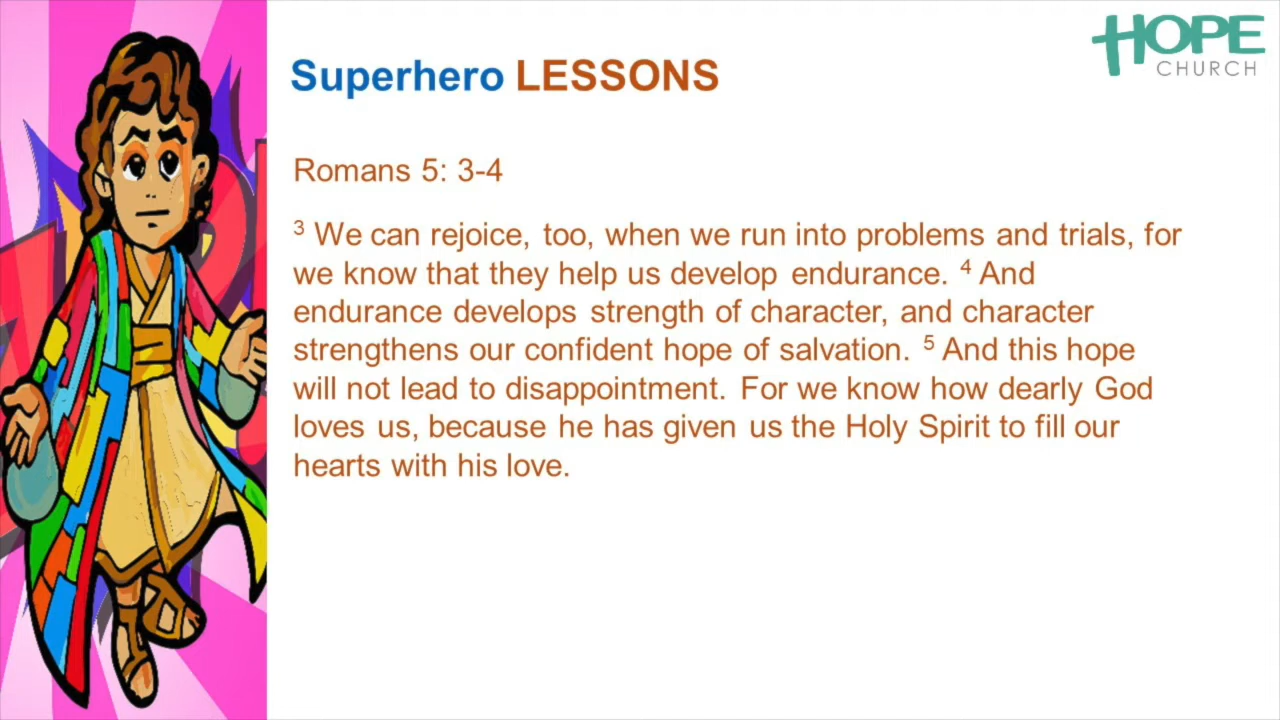 HOPE
CHURCH
Superhero LESSONS
Romans 5: 3-4
³ We can rejoice, too, when we run into problems and trials, for
we know that they help us develop endurance. ⁴ And
endurance develops strength of character, and character
strengthens our confident hope of salvation. ⁵ And this hope
will not lead to disappointment. For we know how dearly God
loves us, because he has given us the Holy Spirit to fill our
hearts with his love.